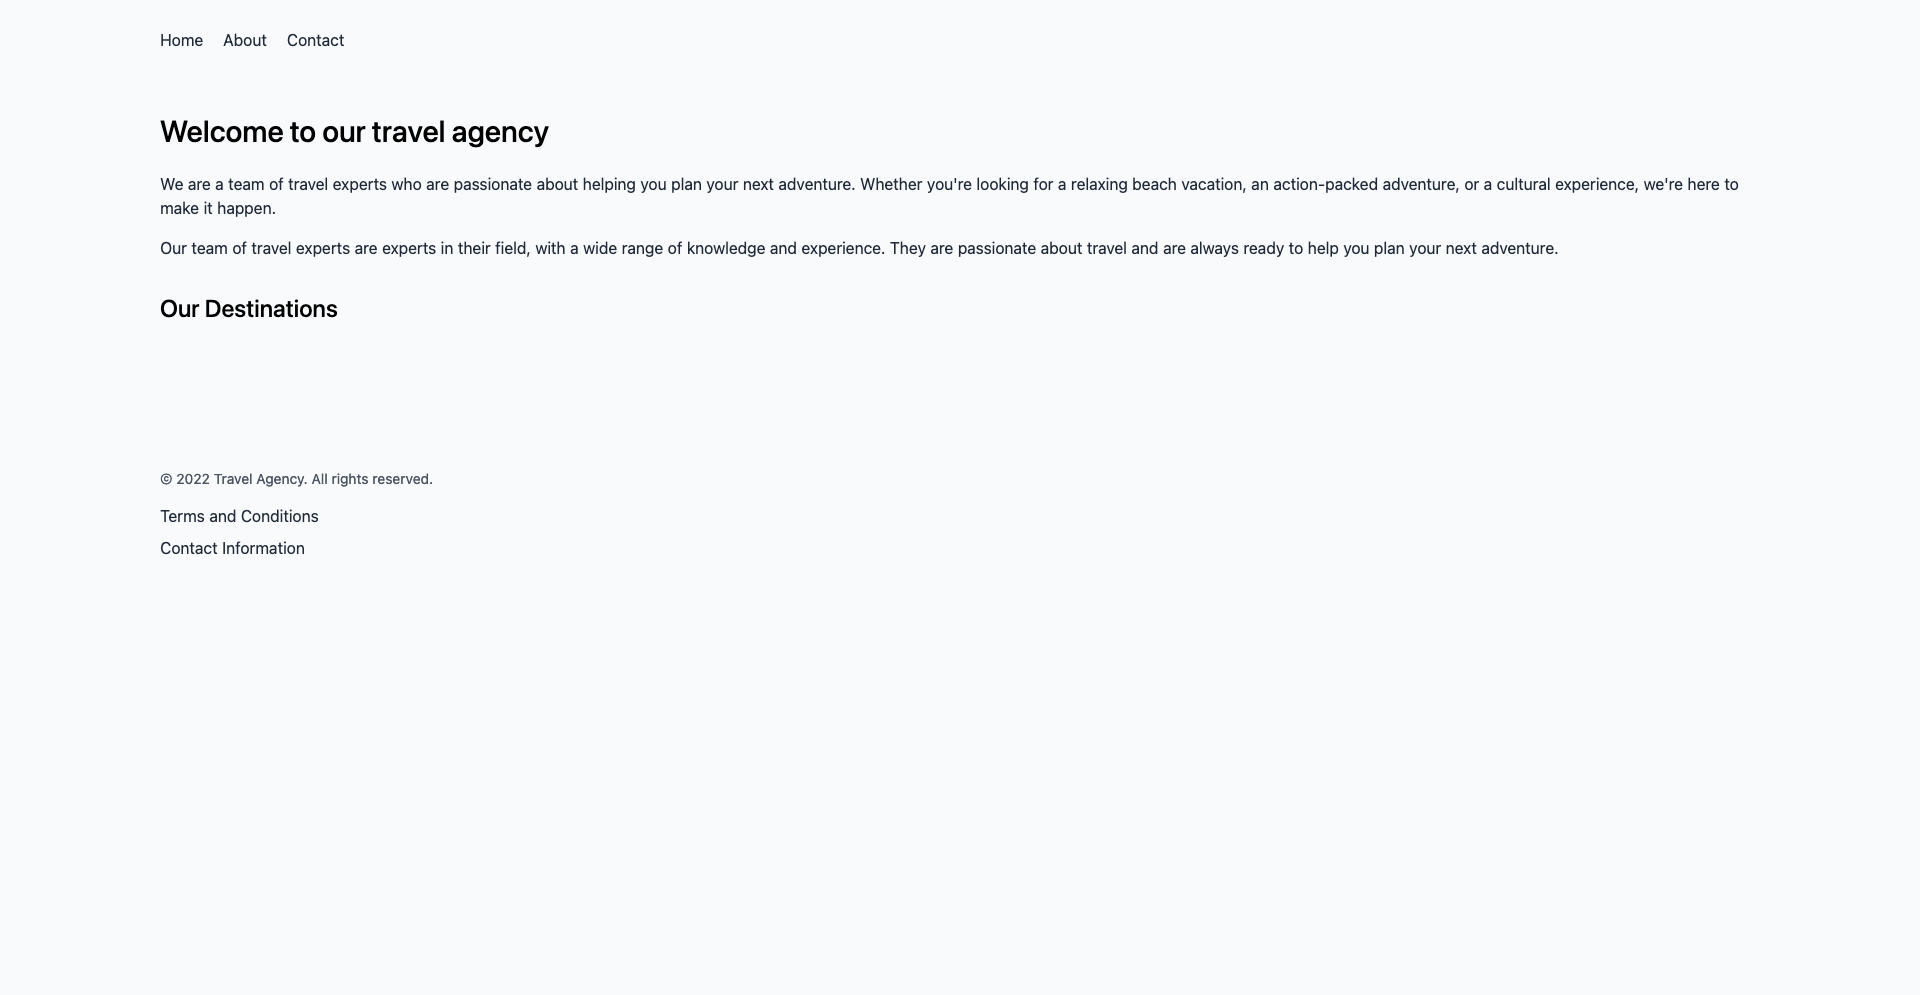 Home About Contact
Welcome to our travel agency
We are a team of travel experts who are passionate about helping you plan your next adventure. Whether you're looking for a relaxing beach vacation, an action-packed adventure, or a cultural experience, we're here to
make it happen.
Our team of travel experts are experts in their field, with a wide range of knowledge and experience. They are passionate about travel and are always ready to help you plan your next adventure.
Our Destinations
© 2022 Travel Agency. All rights reserved.
Terms and Conditions
Contact Information